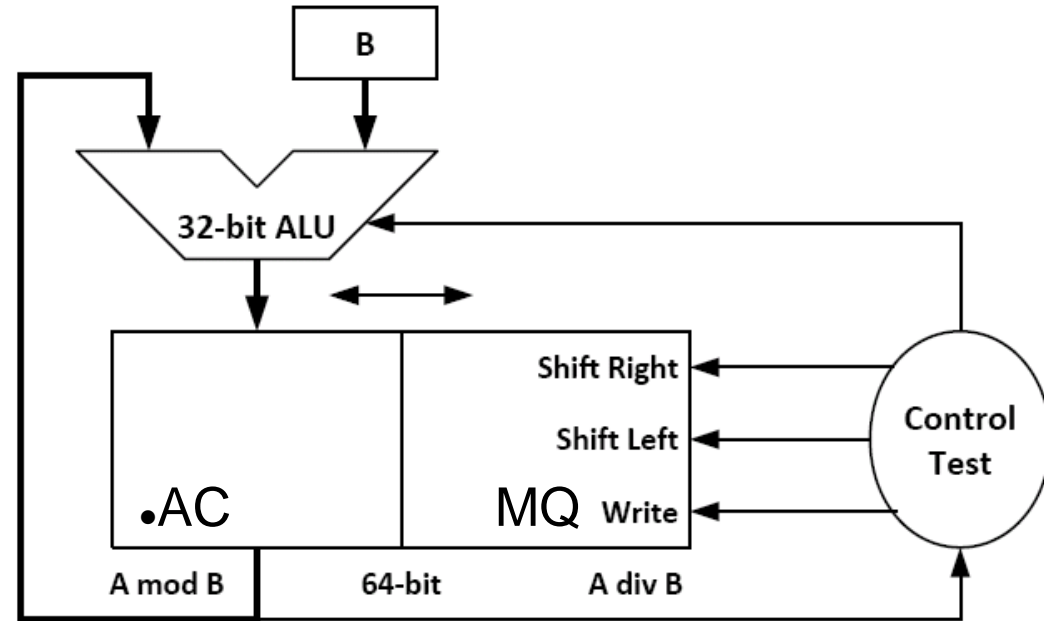 B
32-bit ALU
Shift Right
Shift Left
Control
Test
•AC
MQ
Write
A mod B
64-bit
A div B